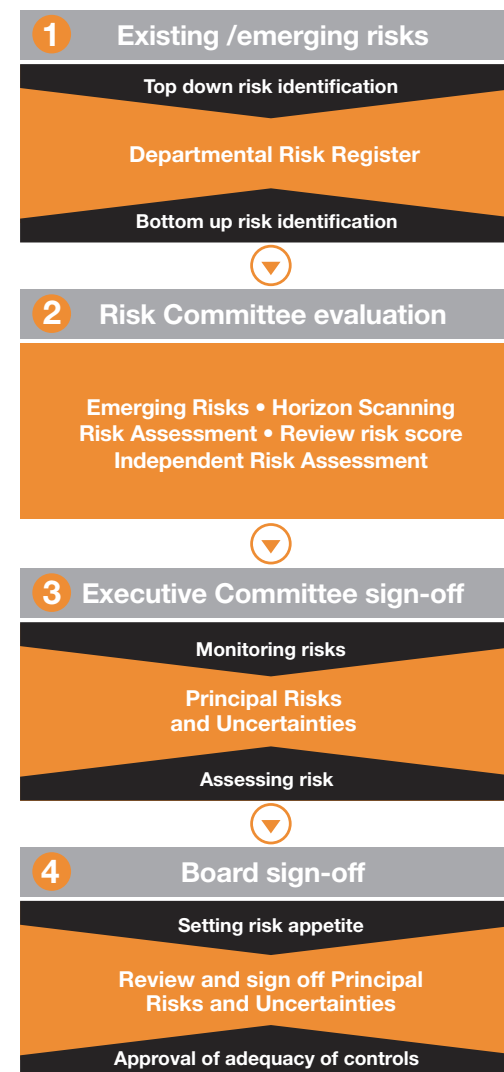 1 Existing /emerging risks
Top down risk identification
Departmental Risk Register
Bottom up risk identification
2 Risk Committee evaluation
Emerging Risks • Horizon Scanning
Risk Assessment • Review risk score
Independent Risk Assessment
3 Executive Committee sign-off
Monitoring risks
Principal Risks
and Uncertainties
Assessing risk
4 Board sign-off
Setting risk appetite
Review and sign off Principal
Risks and Uncertainties
Approval of adequacy of controls